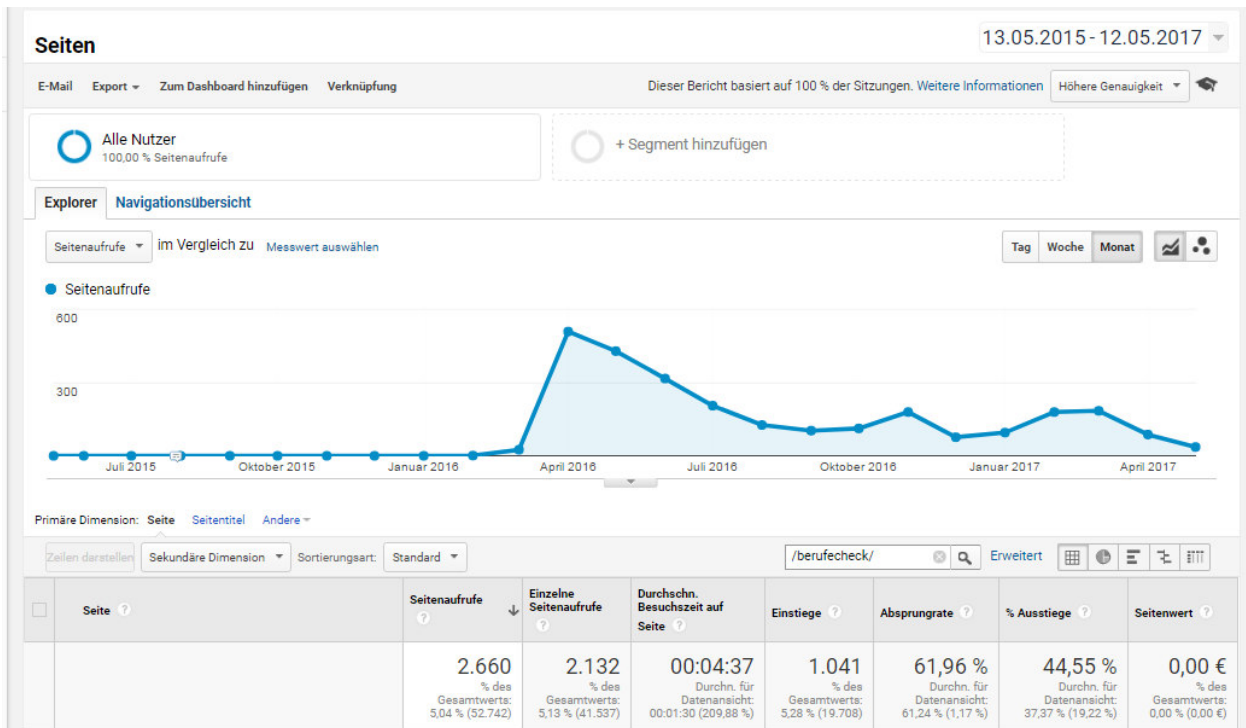 Seiten
13.05.2015 - 12.05.2017
E-Mail Export Zum Dashboard hinzufügen Verknüpfung
Dieser Bericht basiert auf 100 % der Sitzungen. Weitere Informationen Höhere Genauigkeit
Alle Nutzer
100,00 % Seitenaufrufe
+ Segment hinzufügen
Explorer Navigationsübersicht
Seitenaufrufe im Vergleich zu Messwert auswählen
Tag Woche Monat
Seitenaufrufe
600
300
Juli 2015 Oktober 2015 Januar 2016 April 2016 Juli 2016 Oktober 2016 Januar 2017 April 2017
Primäre Dimension: Seite Seitentitel Andere
Zeilen darstellen Sekundäre Dimension Sortierungsart: Standard /berufecheck/ Erweitert
Seite ?
Seitenaufrufe ?
Einzelne
Seitenaufrufe
?
Durchschn.
Besuchszeit auf
Seite ?
Einstiege ?
Absprungrate ?
% Ausstiege ?
Seitenwert ?
2.660
% des
Gesamtwerts:
5,04 % (52.742)
2.132
% des
Gesamtwerts:
5,13 % (41.537)
00:04:37
Durchn. für
Datenansicht:
00:01:30 (209,88 %)
1.041
% des
Gesamtwerts:
5,28 % (19.708)
61,96 %
Durchn. für
Datenansicht:
61,24 % (1,17 %)
44,55 %
Durchn. für
Datenansicht:
37,37 % (19,22 %)
0,00 €
% des
Gesamtwerts:
0,00 % (0,00 €)